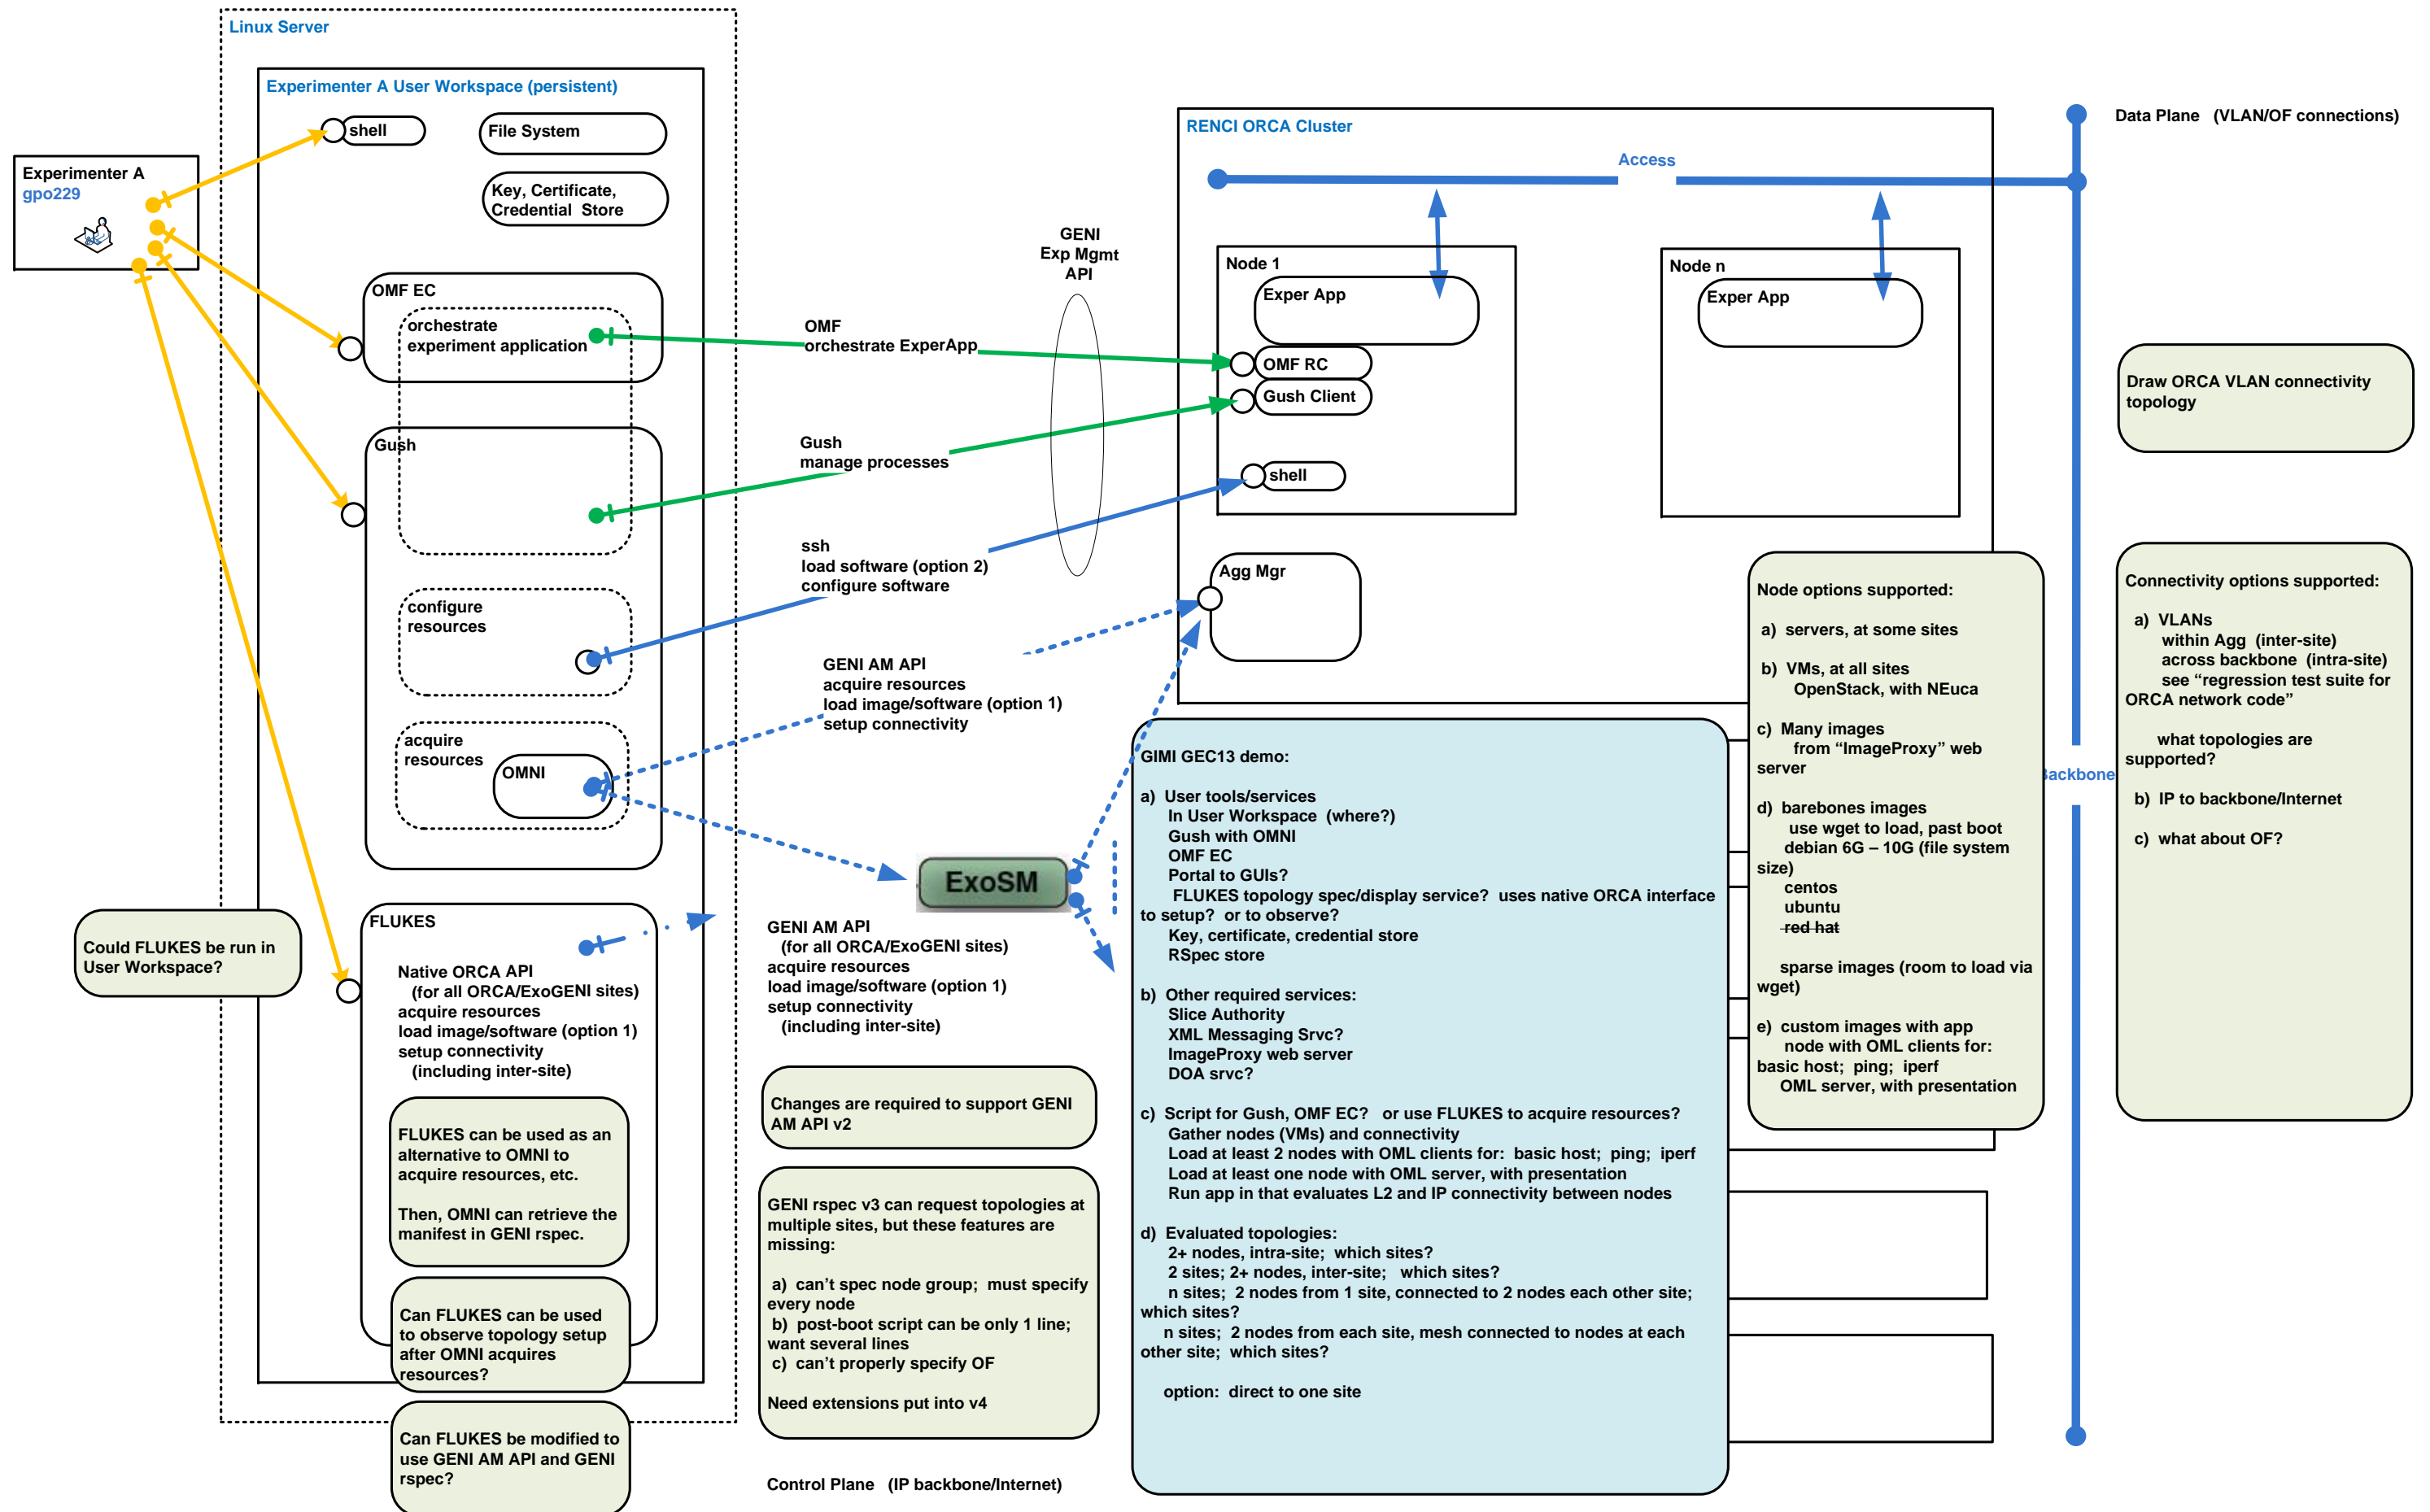 Linux Server
Experimenter A User Workspace (persistent)
shell
File System
Key, Certificate,
Credential Store
Experimenter A
gpo229
OMF EC
orchestrate
experiment application
Gush
configure
resources
acquire
resources
OMNI
FLUKES
Native ORCA API
(for all ORCA/ExoGENI sites)
acquire resources
load image/software (option 1)
setup connectivity
(including inter-site)
Could FLUKES be run in
User Workspace?
FLUKES can be used as an
alternative to OMNI to
acquire resources, etc.
Then, OMNI can retrieve the
manifest in GENI rspec.
Can FLUKES can be used
to observe topology setup
after OMNI acquires
resources?
Can FLUKES be modified to
use GENI AM API and GENI
rspec?
OMF
orchestrate ExperApp
Gush
manage processes
ssh
load software (option 2)
configure software
GENI AM API
acquire resources
load image/software (option 1)
setup connectivity
GENI
Exp Mgmt
API
ExoSM
GENI AM API
(for all ORCA/ExoGENI sites)
acquire resources
load image/software (option 1)
setup connectivity
(including inter-site)
Changes are required to support GENI
AM API v2
GENI rspec v3 can request topologies at
multiple sites, but these features are
missing:
a) can't spec node group; must specify
every node
b) post-boot script can be only 1 line;
want several lines
c) can't properly specify OF
Need extensions put into v4
Control Plane (IP backbone/Internet)
RENCI ORCA Cluster
Access
Node 1
Exper App
OMF RC
Gush Client
shell
Node n
Exper App
Agg Mgr
GIMI GEC13 demo:
a) User tools/services
In User Workspace (where?)
Gush with OMNI
OMF EC
Portal to GUIs?
FLUKES topology spec/display service? uses native ORCA interface
to setup? or to observe?
Key, certificate, credential store
RSpec store
b) Other required services:
Slice Authority
XML Messaging Srvc?
ImageProxy web server
DOA srvc?
c) Script for Gush, OMF EC? or use FLUKES to acquire resources?
Gather nodes (VMs) and connectivity
Load at least 2 nodes with OML clients for: basic host; ping; iperf
Load at least one node with OML server, with presentation
Run app in that evaluates L2 and IP connectivity between nodes
d) Evaluated topologies:
2+ nodes, intra-site; which sites?
2 sites; 2+ nodes, inter-site; which sites?
n sites; 2 nodes from 1 site, connected to 2 nodes each other site;
which sites?
n sites; 2 nodes from each site, mesh connected to nodes at each
other site; which sites?
option: direct to one site
Node options supported:
a) servers, at some sites
b) VMs, at all sites
OpenStack, with NEuca
c) Many images
from “ImageProxy” web
server
d) barebones images
use wget to load, past boot
debian 6G – 10G (file system
size)
centos
ubuntu
red hat
sparse images (room to load via
wget)
e) custom images with app
node with OML clients for:
basic host; ping; iperf
OML server, with presentation
Data Plane (VLAN/OF connections)
Backbone
Draw ORCA VLAN connectivity
topology
Connectivity options supported:
a) VLANs
within Agg (inter-site)
across backbone (intra-site)
see “regression test suite for
ORCA network code”
what topologies are
supported?
b) IP to backbone/Internet
c) what about OF?